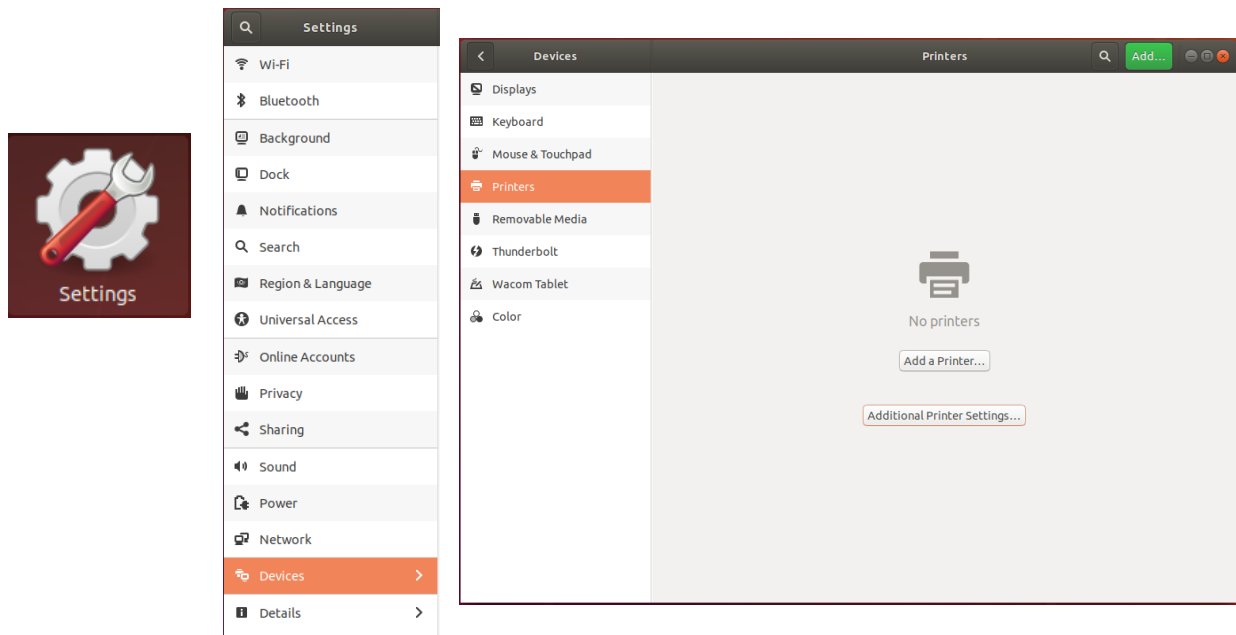 Settings
Settings
Wi-Fi
Bluetooth
Background
Dock
Notifications
Search
Region & Language
Universal Access
Online Accounts
Privacy
Sharing
Sound
Power
Network
Devices
Details
Devices
Printers
Add...
Displays
Keyboard
Mouse & Touchpad
Printers
Removable Media
Thunderbolt
Wacom Tablet
Color
No printers
Add a Printer...
Additional Printer Settings...